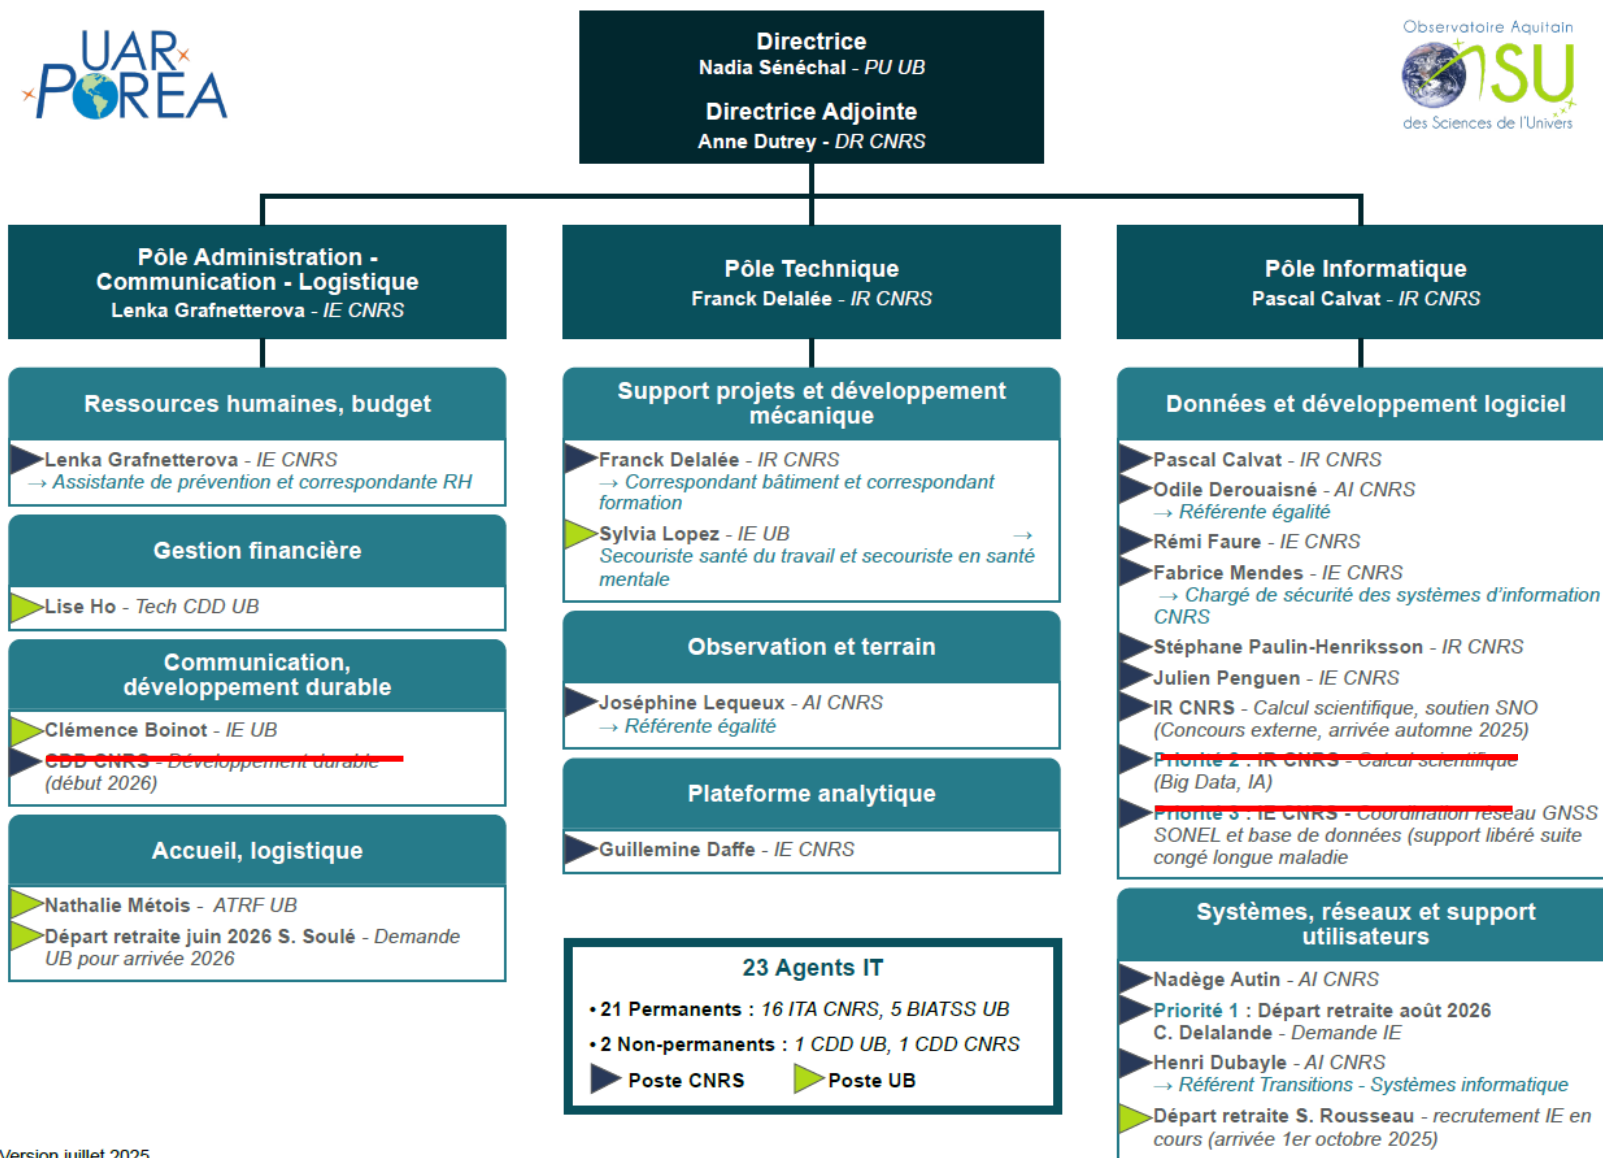 UAR
POREA
Directrice
Nadia Sénéchal - PU UB
Directrice Adjointe
Anne Dutrey - DR CNRS
Observatoire Aquitain
OASU
des Sciences de l'Univers
Pôle Administration -
Communication - Logistique
Lenka Grafnetterova - IE CNRS
Ressources humaines, budget
Lenka Grafnetterova - IE CNRS
→ Assistante de prévention et correspondante RH
Gestion financière
Lise Ho - Tech CDD UB
Communication,
développement durable
Clémence Boinot - IE UB
CDD CNRS - Développement durable
(début 2026)
Accueil, logistique
Nathalie Métois - ATRF UB
Départ retraite juin 2026 S. Soulé - Demande
UB pour arrivée 2026
Pôle Technique
Franck Delalée - IR CNRS
Support projets et développement
mécanique
Franck Delalée - IR CNRS
→ Correspondant bâtiment et correspondant
formation
Sylvia Lopez - IE UB →
Secouriste santé du travail et secouriste en santé
mentale
Observation et terrain
Joséphine Lequeux - AI CNRS
→ Référente égalité
Plateforme analytique
Guillemine Daffe - IE CNRS
23 Agents IT
• 21 Permanents : 16 ITA CNRS, 5 BIATSS UB
• 2 Non-permanents : 1 CDD UB, 1 CDD CNRS
Poste CNRS Poste UB
Pôle Informatique
Pascal Calvat - IR CNRS
Données et développement logiciel
Pascal Calvat - IR CNRS
Odile Derouaisné - AI CNRS
→ Référente égalité
Rémi Faure - IE CNRS
Fabrice Mendes - IE CNRS
→ Chargé de sécurité des systèmes d'information
CNRS
Stéphane Paulin-Henriksson - IR CNRS
Julien Penguen - IE CNRS
IR CNRS - Calcul scientifique, soutien SNO
(Concours externe, arrivée automne 2025)
Priorité 2 : IR CNRS - Calcul scientifique
(Big Data, IA)
Priorité 3 : IE CNRS - Coordination réseau GNSS
SONEL et base de données (support libéré suite
congé longue maladie
Systèmes, réseaux et support
utilisateurs
Nadège Autin - AI CNRS
Priorité 1 : Départ retraite août 2026
C. Delalande - Demande IE
Henri Dubayle - AI CNRS
→ Référent Transitions - Systèmes informatique
Départ retraite S. Rousseau - recrutement IE en
cours (arrivée 1er octobre 2025)
Version juillet 2025